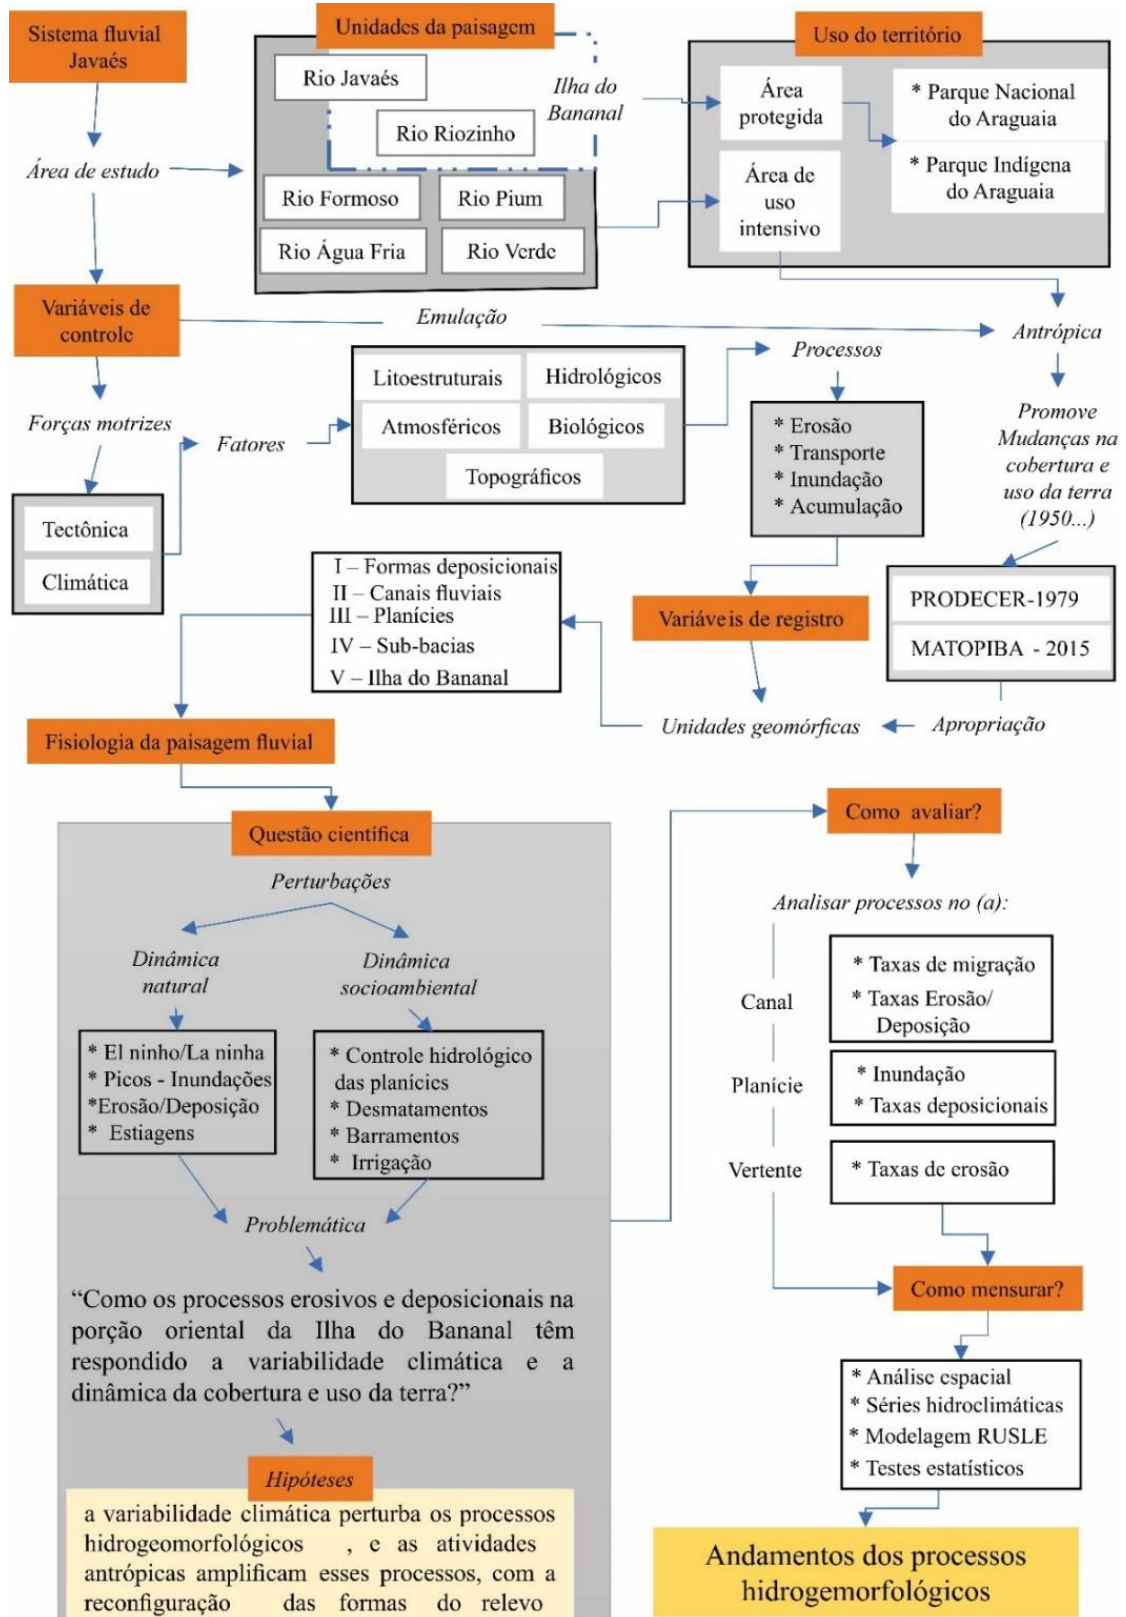 Sistema fluvial
Javaés
Unidades da paisagem
Uso do território
Rio Javaés
Rio Riozinho
Ilha do
Bananal
Área
protegida
* Parque Nacional
do Araguaia
* Parque Indígena
do Araguaia
Área de estudo
Rio Formoso
Rio Pium
Rio Água Fria
Rio Verde
Área de
uso
intensivo
Variáveis de
controle
Emulação
Antrópica
Forças motrizes
Tectônica
Climática
Fatores
Litoestruturais
Hidrológicos
Atmosféricos
Biológicos
Topográficos
Processos
* Erosão
* Transporte
* Inundação
* Acumulação
Promove
Mudanças na
cobertura e
uso da terra
(1950...)
PRODECER-1979
MATOPIBA - 2015
Apropriação
Variáveis de registro
Unidades geomórficas
I – Formas deposicionais
II – Canais fluviais
III – Planícies
IV – Sub-bacias
V – Ilha do Bananal
Fisiologia da paisagem fluvial
Questão científica
Perturbações
Dinâmica
natural
Dinâmica
socioambiental
* El ninho/La ninha
* Picos - Inundações
*Erosão/Deposição
* Estiagens
* Controle hidrológico
das planícies
* Desmatamentos
* Barramentos
* Irrigação
Problemática
“Como os processos erosivos e deposicionais na
porção oriental da Ilha do Bananal têm
respondido a variabilidade climática e a
dinâmica da cobertura e uso da terra?”
Hipóteses
a variabilidade climática perturba os processos
hidrogeomorfológicos , e as atividades
antrópicas amplificam esses processos, com a
reconfiguração das formas do relevo
Como avaliar?
Analisar processos no (a):
Canal
* Taxas de migração
* Taxas Erosão/
Deposição
Planície
* Inundação
* Taxas deposicionais
Vertente
* Taxas de erosão
Como mensurar?
* Análise espacial
* Séries hidroclimáticas
* Modelagem RUSLE
* Testes estatísticos
Andamentos dos processos
hidrogemorfológicos